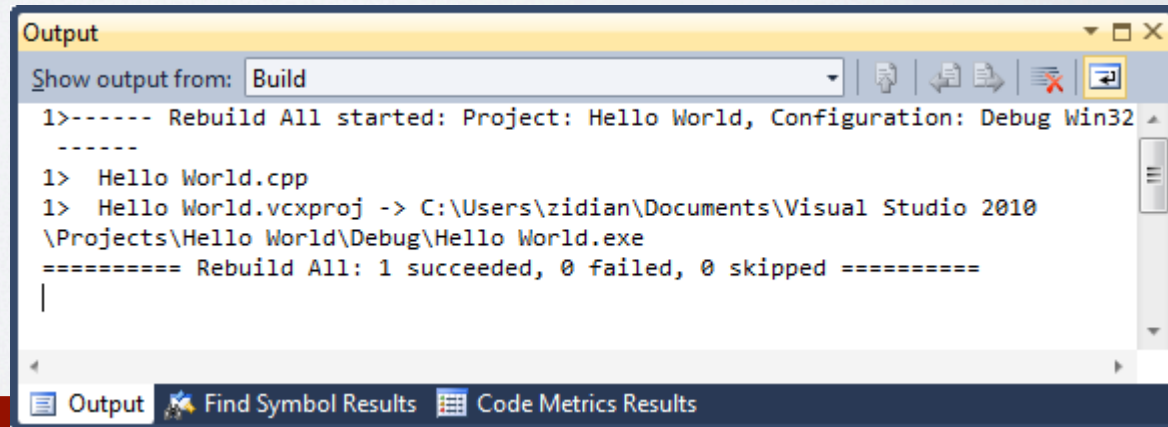 Output
Show output from: Build
1>------ Rebuild All started: Project: Hello World, Configuration: Debug Win32
------
1>  Hello World.cpp
1>  Hello World.vcxproj -> C:\Users\zidian\Documents\Visual Studio 2010
\Projects\Hello World\Debug\Hello World.exe
========== Rebuild All: 1 succeeded, 0 failed, 0 skipped ==========
Output Find Symbol Results Code Metrics Results